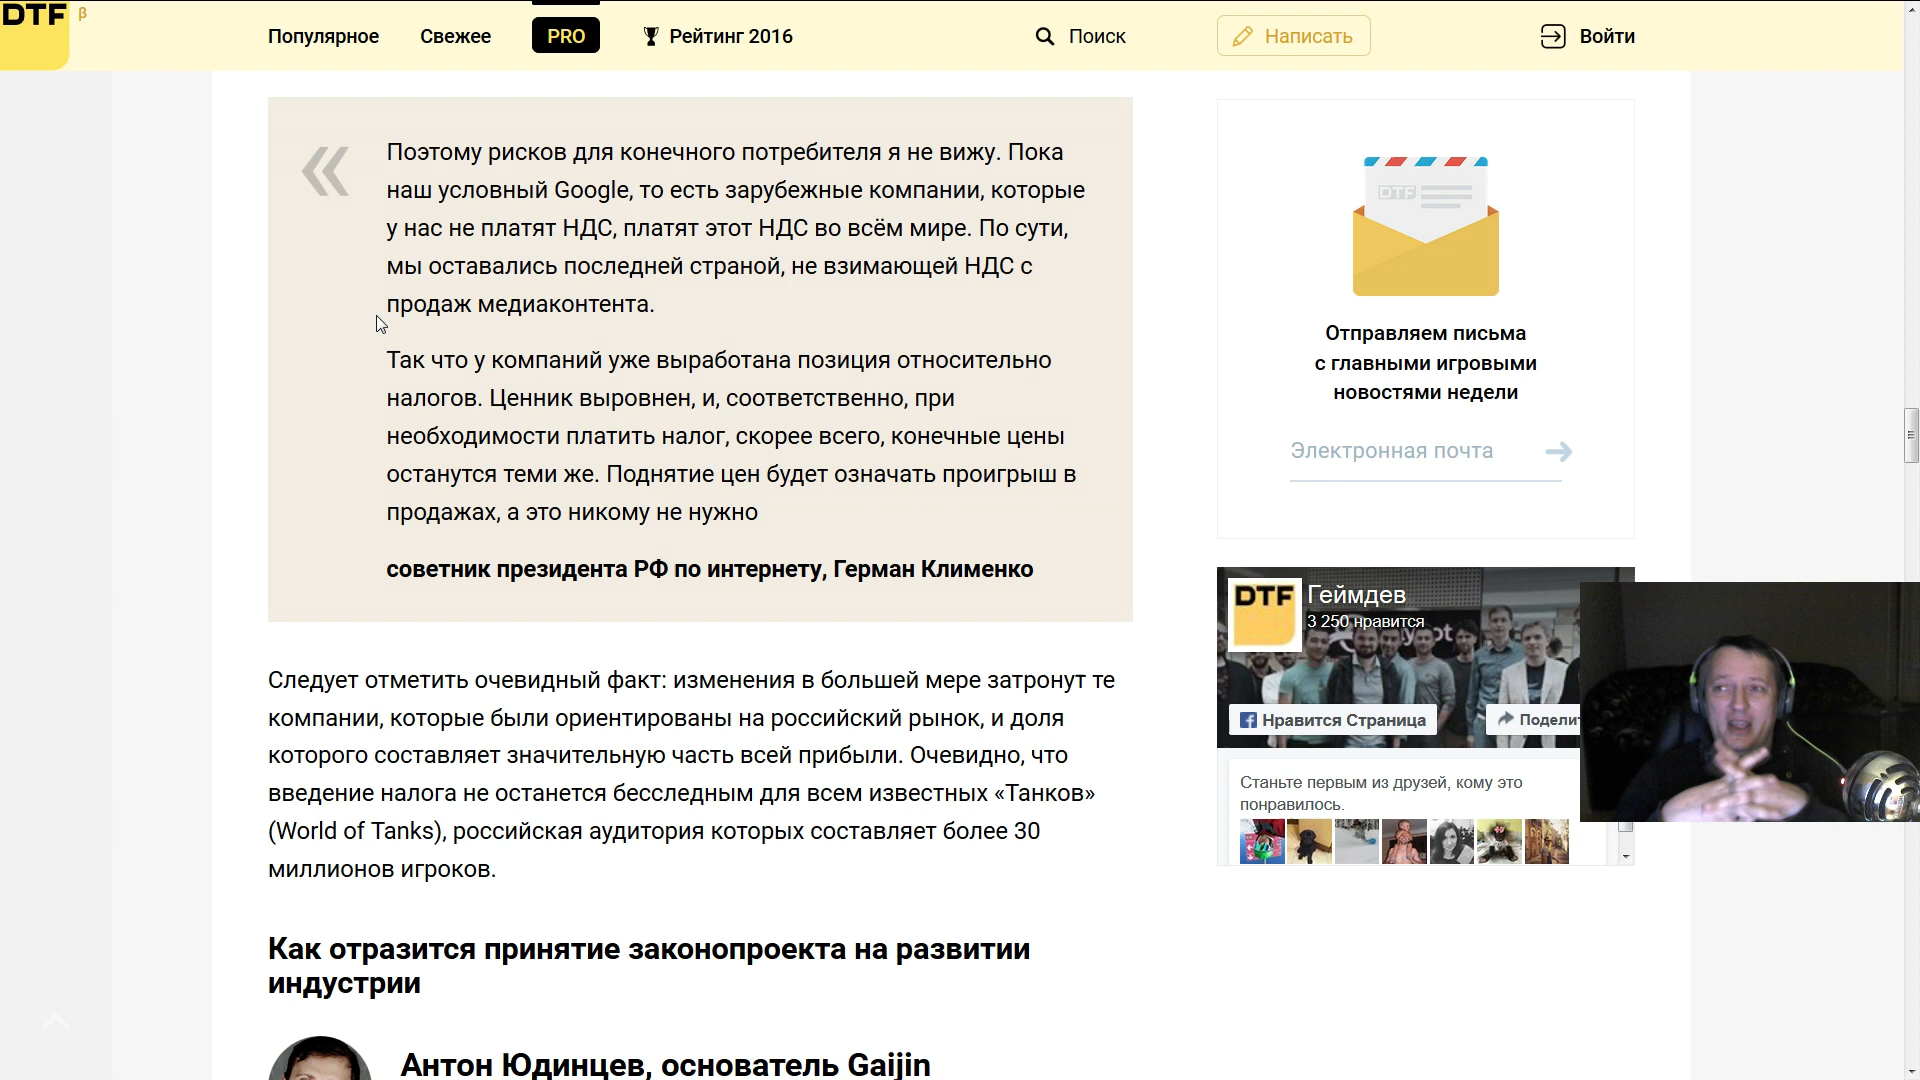 DTF β
Популярное
Свежее
PRO
Рейтинг 2016
Поиск
Написать
Войти
«
Поэтому рисков для конечного потребителя я не вижу. Пока
наш условный Google, то есть зарубежные компании, которые
у нас не платят НДС, платят этот НДС во всём мире. По сути,
мы оставались последней страной, не взимающей НДС с
продаж медиаконтента.
Так что у компаний уже выработана позиция относительно
налогов. Ценник выровнен, и, соответственно, при
необходимости платить налог, скорее всего, конечные цены
останутся теми же. Поднятие цен будет означать проигрыш в
продажах, а это никому не нужно
советник президента РФ по интернету, Герман Клименко
Следует отметить очевидный факт: изменения в большей мере затронут те
компании, которые были ориентированы на российский рынок, и доля
которого составляет значительную часть всей прибыли. Очевидно, что
введение налога не останется бесследным для всем известных «Танков»
(World of Tanks), российская аудитория которых составляет более 30
миллионов игроков.
Как отразится принятие законопроекта на развитии
индустрии
Антон Юдинцев, основатель Gaijin
DTF
Отправляем письма
с главными игровыми
новостями недели
Электронная почта
DTF
Геймдев
3 250 нравится
Нравится Страница
Подели
Станьте первым из друзей, кому это
понравилось.